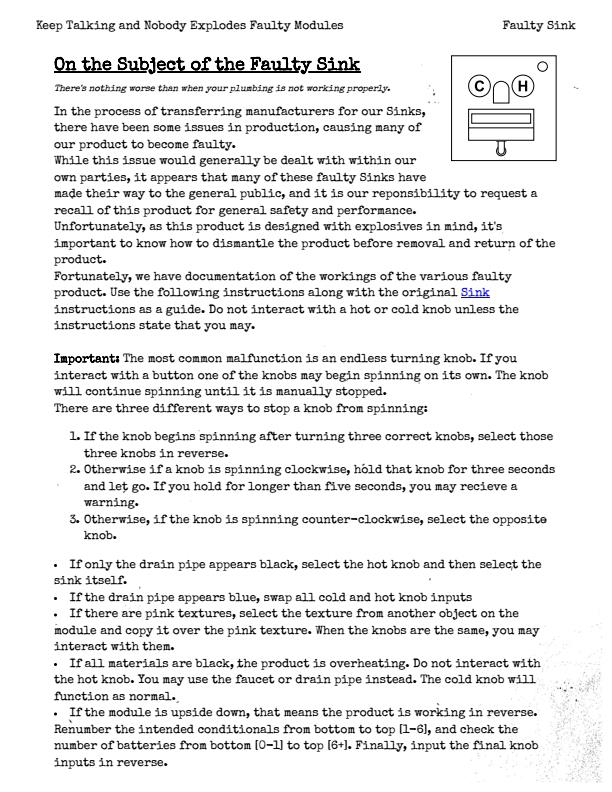 Keep Talking and Nobody Explodes Faulty Modules
Faulty Sink
On the Subject of the Faulty Sink
There's nothing worse than when your plumbing is not working properly.
C H
In the process of transferring manufacturers for our Sinks,
there have been some issues in production, causing many of
our product to become faulty.
While this issue would generally be dealt with within our
own parties, it appears that many of these faulty Sinks have
made their way to the general public, and it is our reponsibility to request a
recall of this product for general safety and performance.
Unfortunately, as this product is designed with explosives in mind, it's
important to know how to dismantle the product before removal and return of the
product.
Fortunately, we have documentation of the workings of the various faulty
product. Use the following instructions along with the original Sink
instructions as a guide. Do not interact with a hot or cold knob unless the
instructions state that you may.
Important: The most common malfunction is an endless turning knob. If you
interact with a button one of the knobs may begin spinning on its own. The knob
will continue spinning until it is manually stopped.
There are three different ways to stop a knob from spinning:
1. If the knob begins spinning after turning three correct knobs, select those
three knobs in reverse.
2. Otherwise if a knob is spinning clockwise, hold that knob for three seconds
and let go. If you hold for longer than five seconds, you may recieve a
warning.
3. Otherwise, if the knob is spinning counter-clockwise, select the opposite
knob.
• If only the drain pipe appears black, select the hot knob and then select the
sink itself.
• If the drain pipe appears blue, swap all cold and hot knob inputs
• If there are pink textures, select the texture from another object on the
module and copy it over the pink texture. When the knobs are the same, you may
interact with them.
• If all materials are black, the product is overheating. Do not interact with
the hot knob. You may use the faucet or drain pipe instead. The cold knob will
function as normal.
• If the module is upside down, that means the product is working in reverse.
Renumber the intended conditionals from bottom to top [1-6], and check the
number of batteries from bottom [0-1] to top [6+]. Finally, input the final knob
inputs in reverse.